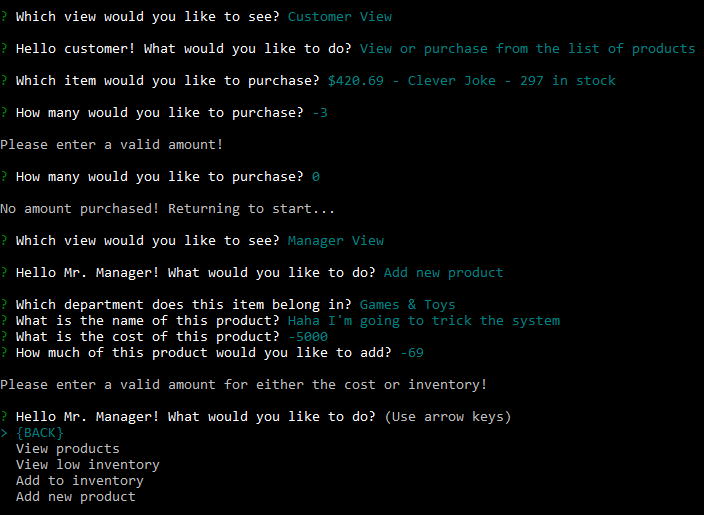 ? Which view would you like to see? Customer View
? Hello customer! What would you like to do? View or purchase from the list of products
? Which item would you like to purchase? $420.69 - Clever Joke - 297 in stock
? How many would you like to purchase? -3
Please enter a valid amount!
? How many would you like to purchase? 0
No amount purchased! Returning to start...
? Which view would you like to see? Manager View
? Hello Mr. Manager! What would you like to do? Add new product
? Which department does this item belong in? Games & Toys
? What is the name of this product? Haha I'm going to trick the system
? What is the cost of this product? -5000
? How much of this product would you like to add? -69
Please enter a valid amount for either the cost or inventory!
? Hello Mr. Manager! What would you like to do? (Use arrow keys)
> {BACK}
View products
View low inventory
Add to inventory
Add new product